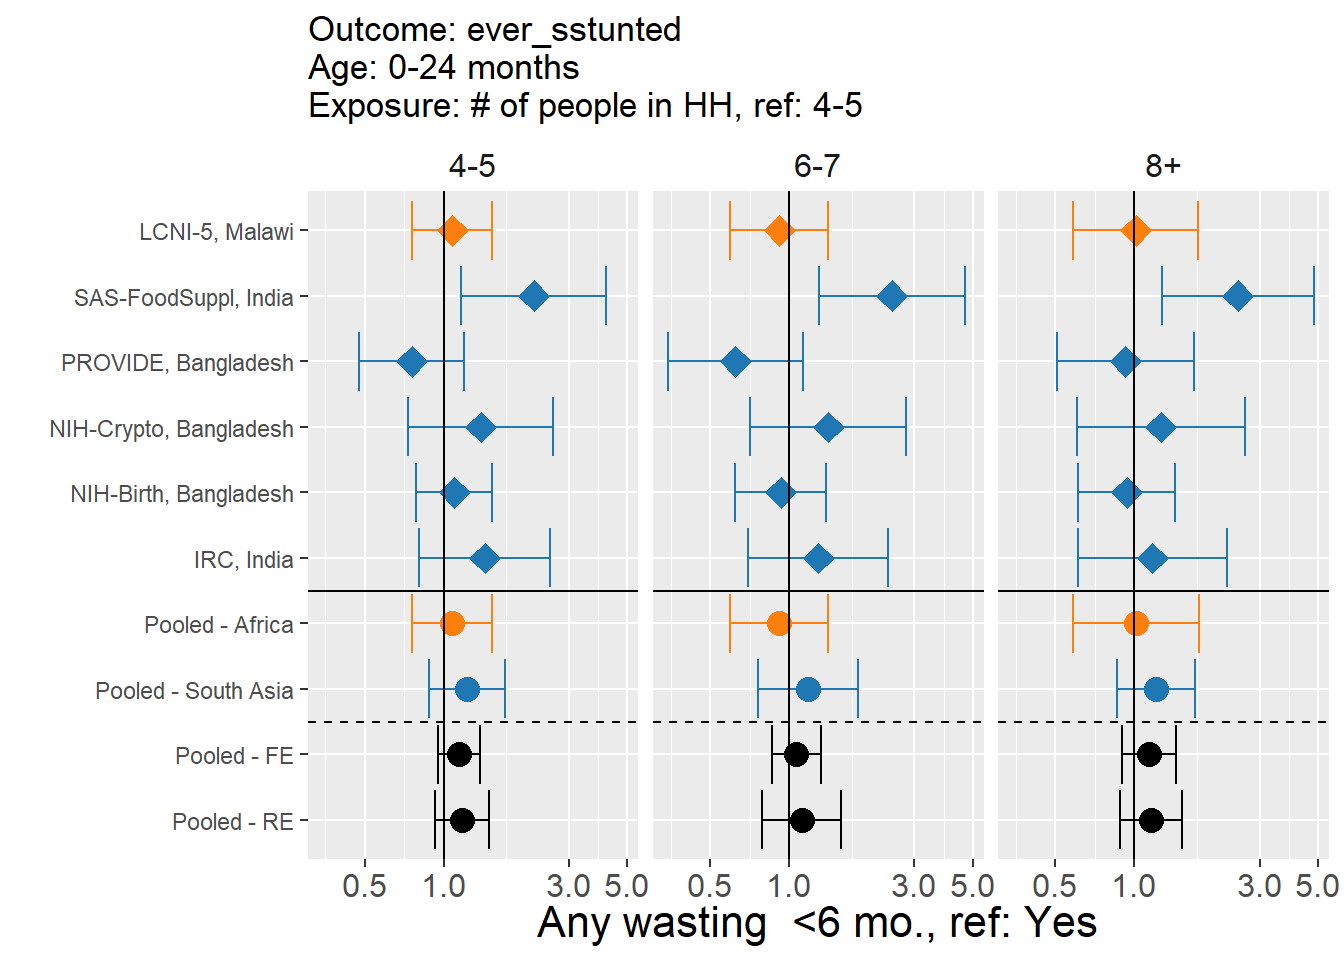 Outcome: ever_sstunted
Age: 0-24 months
Exposure: # of people in HH, ref: 4-5
4-5 6-7 8+
LCNI-5, Malawi
SAS-FoodSuppl, India
PROVIDE, Bangladesh
NIH-Crypto, Bangladesh
NIH-Birth, Bangladesh
IRC, India
Pooled - Africa
Pooled - South Asia
Pooled - FE
Pooled - RE
0.5 1.0 3.0 5.0 0.5 1.0 3.0 5.0 0.5 1.0 3.0 5.0
Any wasting  <6 mo., ref: Yes